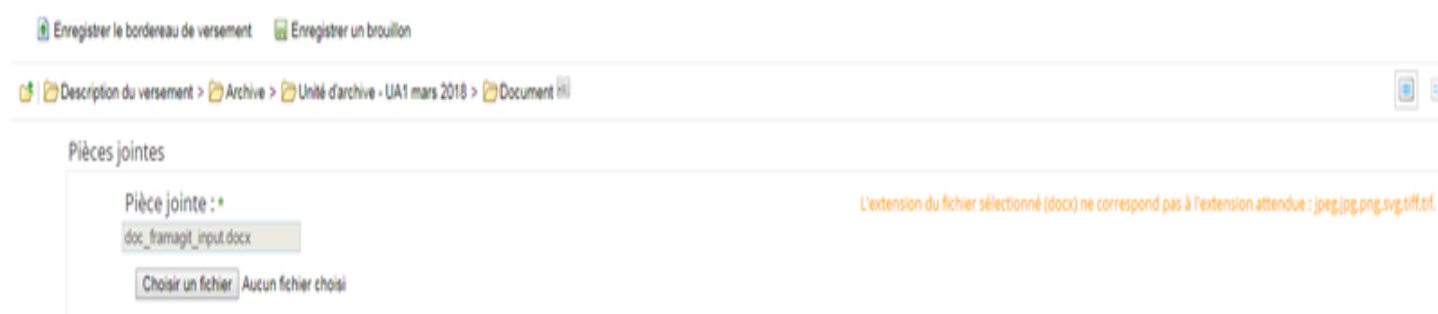 Enregistrer le bordereau de versement Enregistrer un brouillon
Description du versement > Archive > Unité d'archive - UA1 mars 2018 > Document
Pièces jointes
Pièce jointe : * L'extension du fichier sélectionné (docx) ne correspond pas à l'extension attendue : jpeg,jpg,png,svg,tiff,tif.
doc_framagit_input.docx
Choisir un fichier Aucun fichier choisi